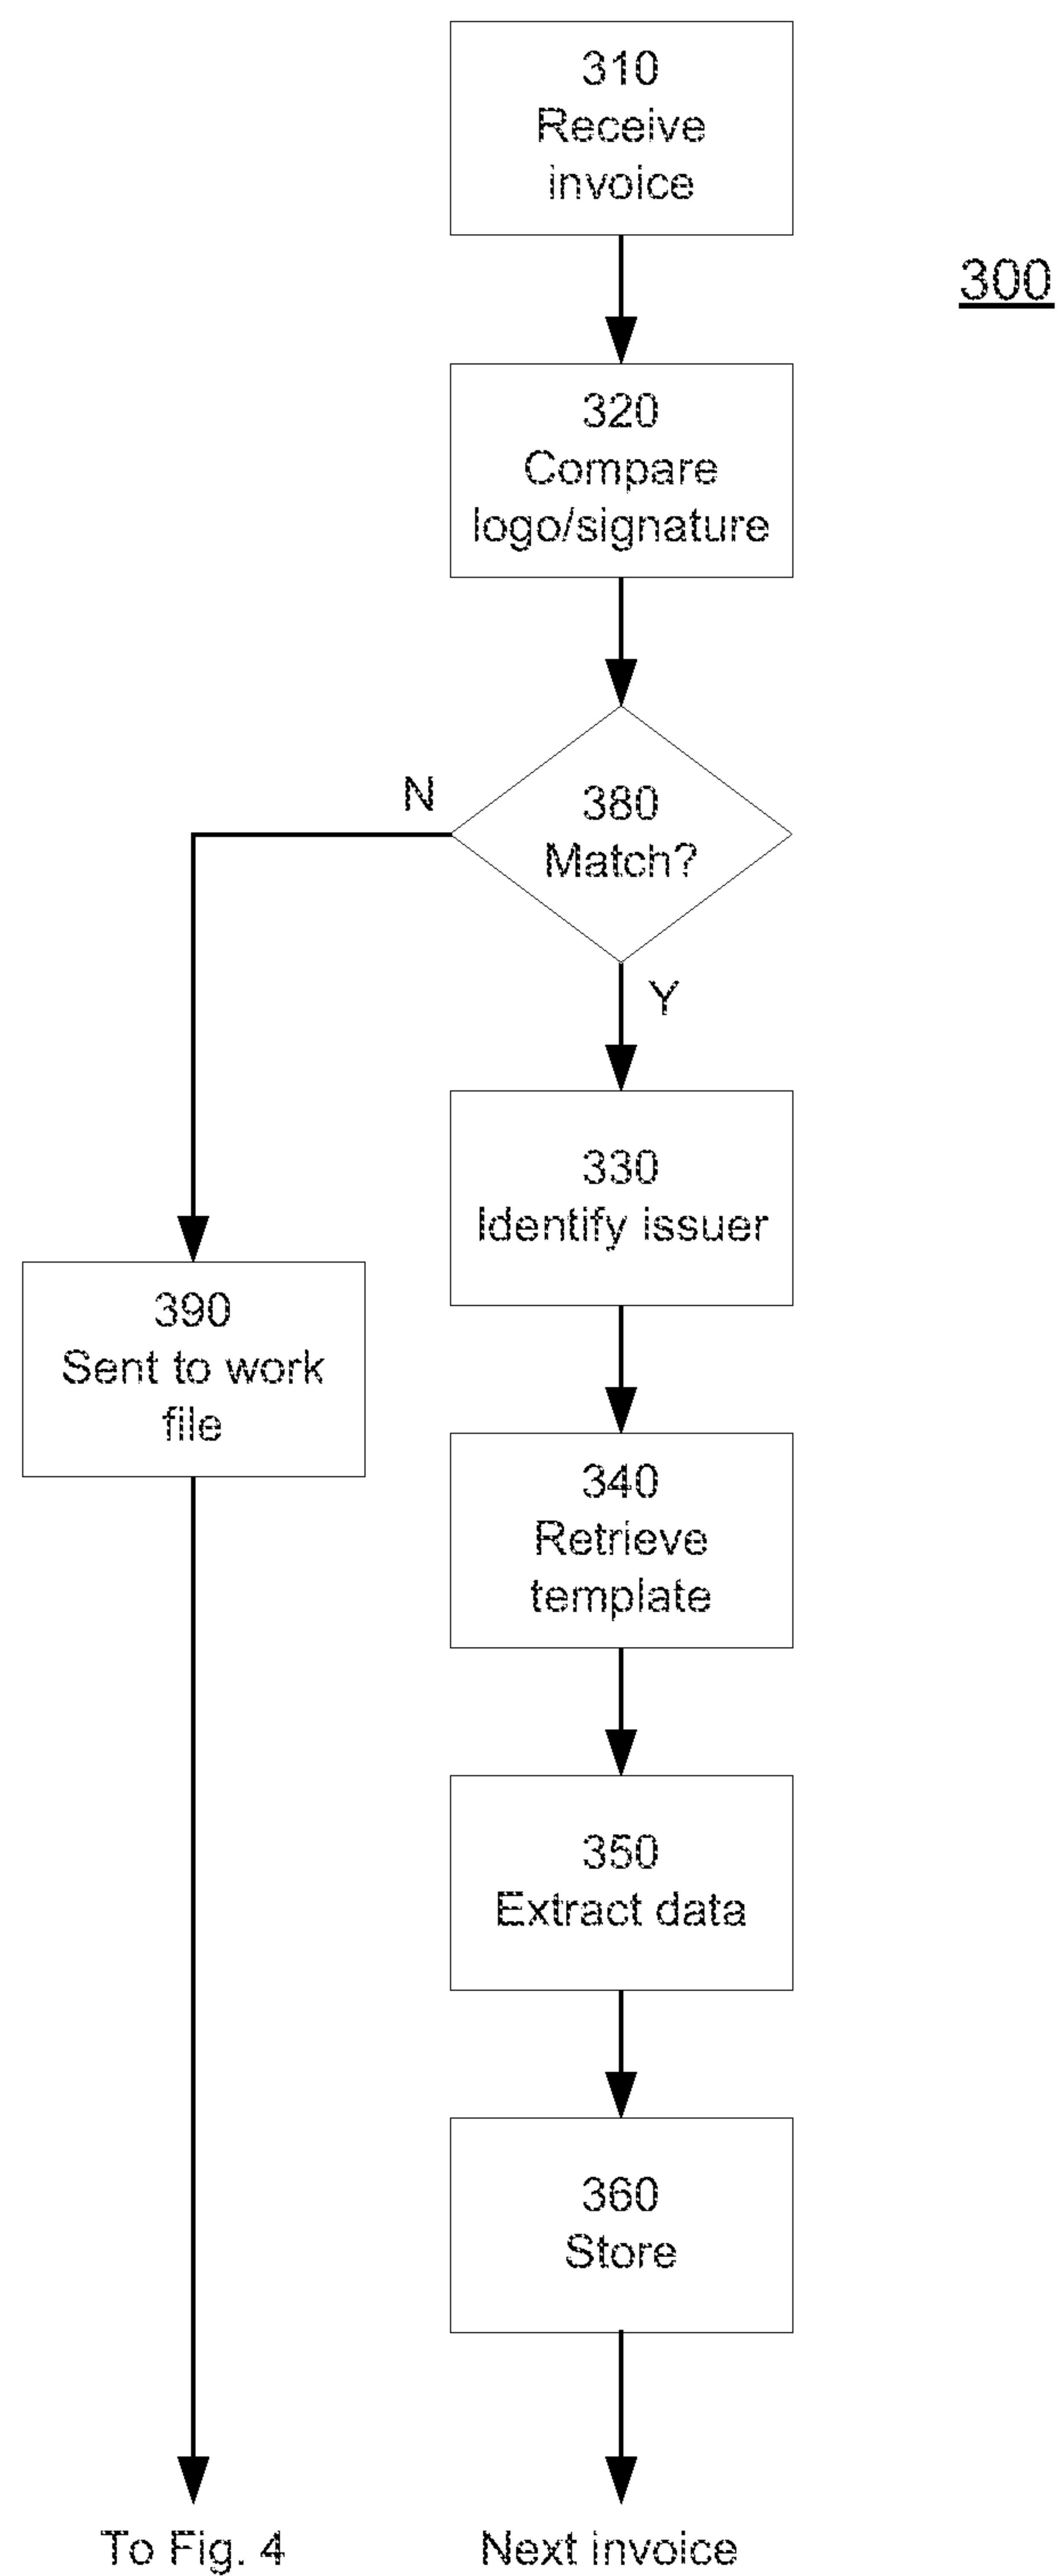 310
Receive
invoice
300
320
Compare
logo/signature
N
380
Match?
Y
330
Identify issuer
390
Sent to work
file
340
Retrieve
template
350
Extract data
360
Store
To Fig. 4
Next invoice